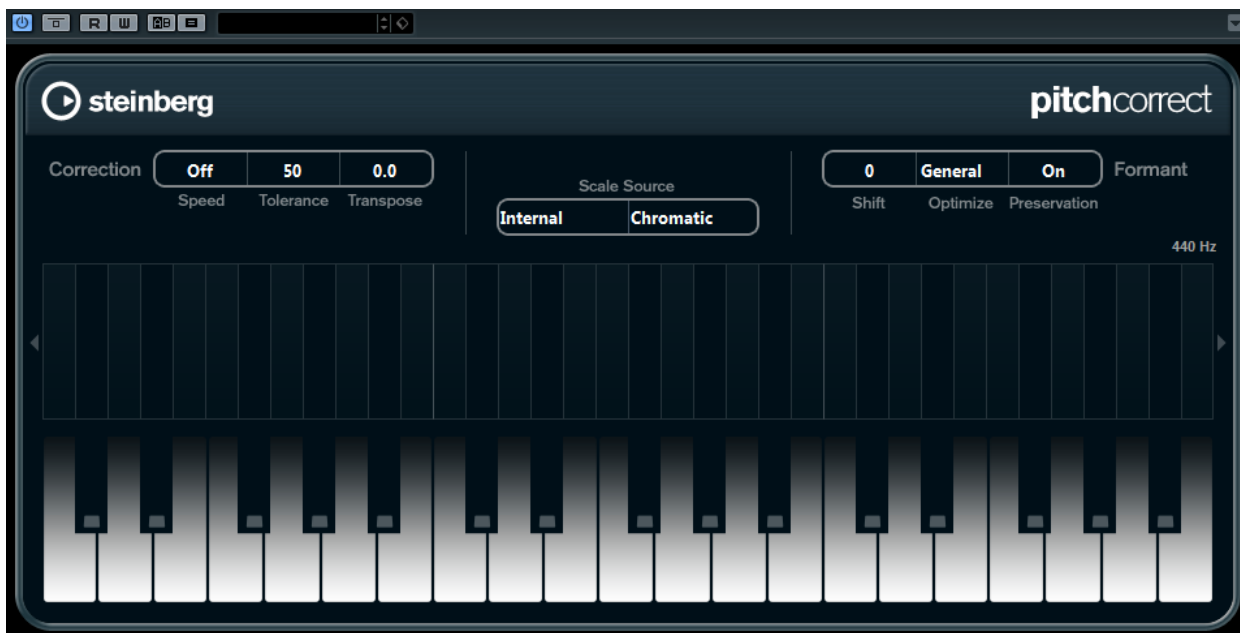 R W AB
steinberg pitchcorrect
Correction Off 50 0.0 0 General On Formant
Speed Tolerance Transpose Scale Source Shift Optimize Preservation
Internal Chromatic
440 Hz